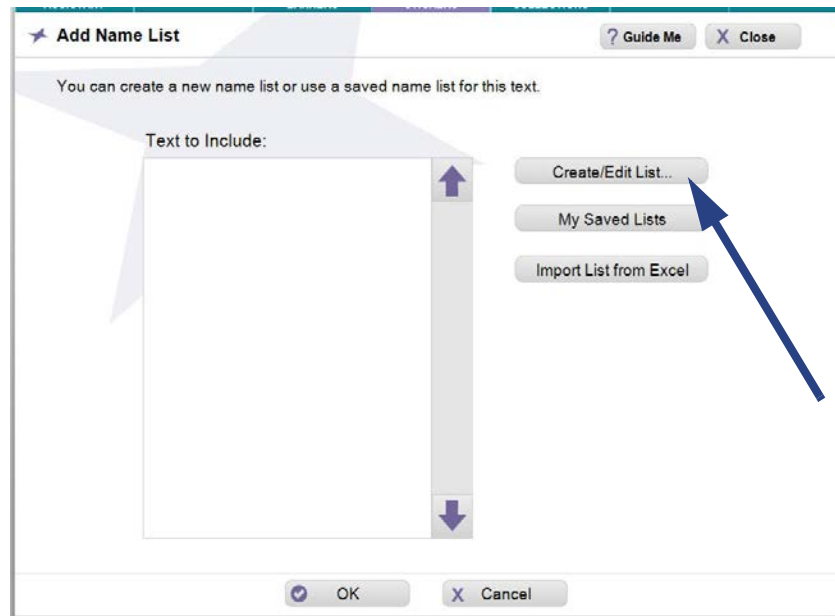 Add Name List
? Guide Me
X Close
You can create a new name list or use a saved name list for this text.
Text to Include:
Create/Edit List...
My Saved Lists
Import List from Excel
OK
X Cancel